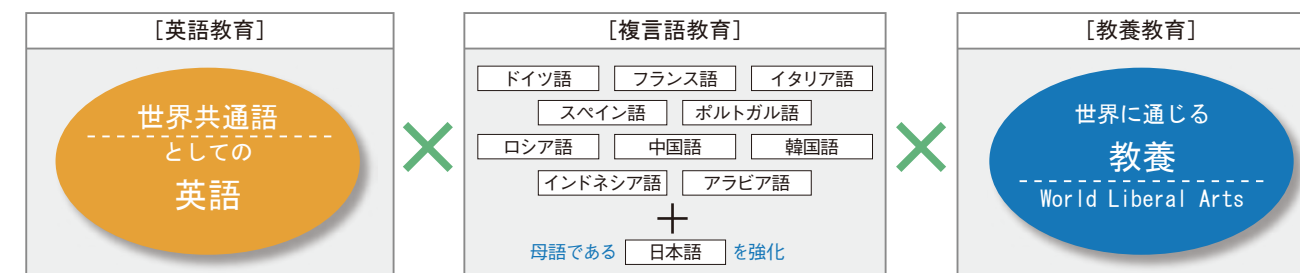 [英語教育]
世界共通語
としての
英語
×
[複言語教育]
ドイツ語 フランス語 イタリア語
スペイン語 ポルトガル語
ロシア語 中国語 韓国語
インドネシア語 アラビア語
＋
母語である 日本語 を強化
×
[教養教育]
世界に通じる
教養
World Liberal Arts